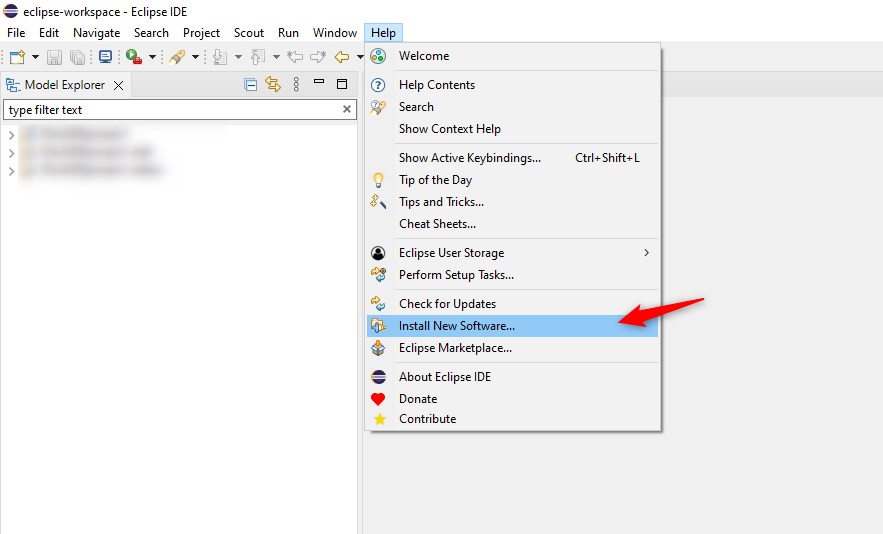 eclipse-workspace - Eclipse IDE
File Edit Navigate Search Project Scout Run Window Help
Model Explorer
type filter text
Welcome
Help Contents
Search
Show Context Help
Show Active Keybindings... Ctrl+Shift+L
Tip of the Day
Tips and Tricks...
Cheat Sheets...
Eclipse User Storage
Perform Setup Tasks...
Check for Updates
Install New Software...
Eclipse Marketplace...
About Eclipse IDE
Donate
Contribute